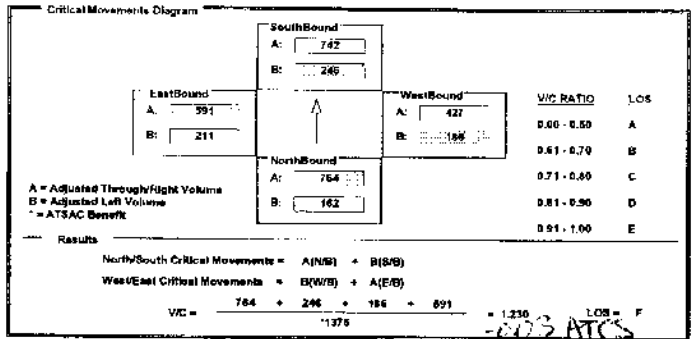 Critical Movements Diagram
SouthBound
A: 742
B: 246
EastBound
A: 591
B: 211
WestBound
A: 427
B: 186
NorthBound
A: 764
B: 162
V/C RATIO LOS
0.00 - 0.60 A
0.61 - 0.70 B
0.71 - 0.80 C
0.81 - 0.90 D
0.91 - 1.00 E
A = Adjusted Through/Right Volume
B = Adjusted Left Volume
* = ATSAC Benefit
Results
North/South Critical Movements = A(N/B) + B(S/B)
West/East Critical Movements = B(W/B) + A(E/B)
V/C = 764 + 246 + 186 + 591 = 1.230 LOS = F
*1375
ATCS